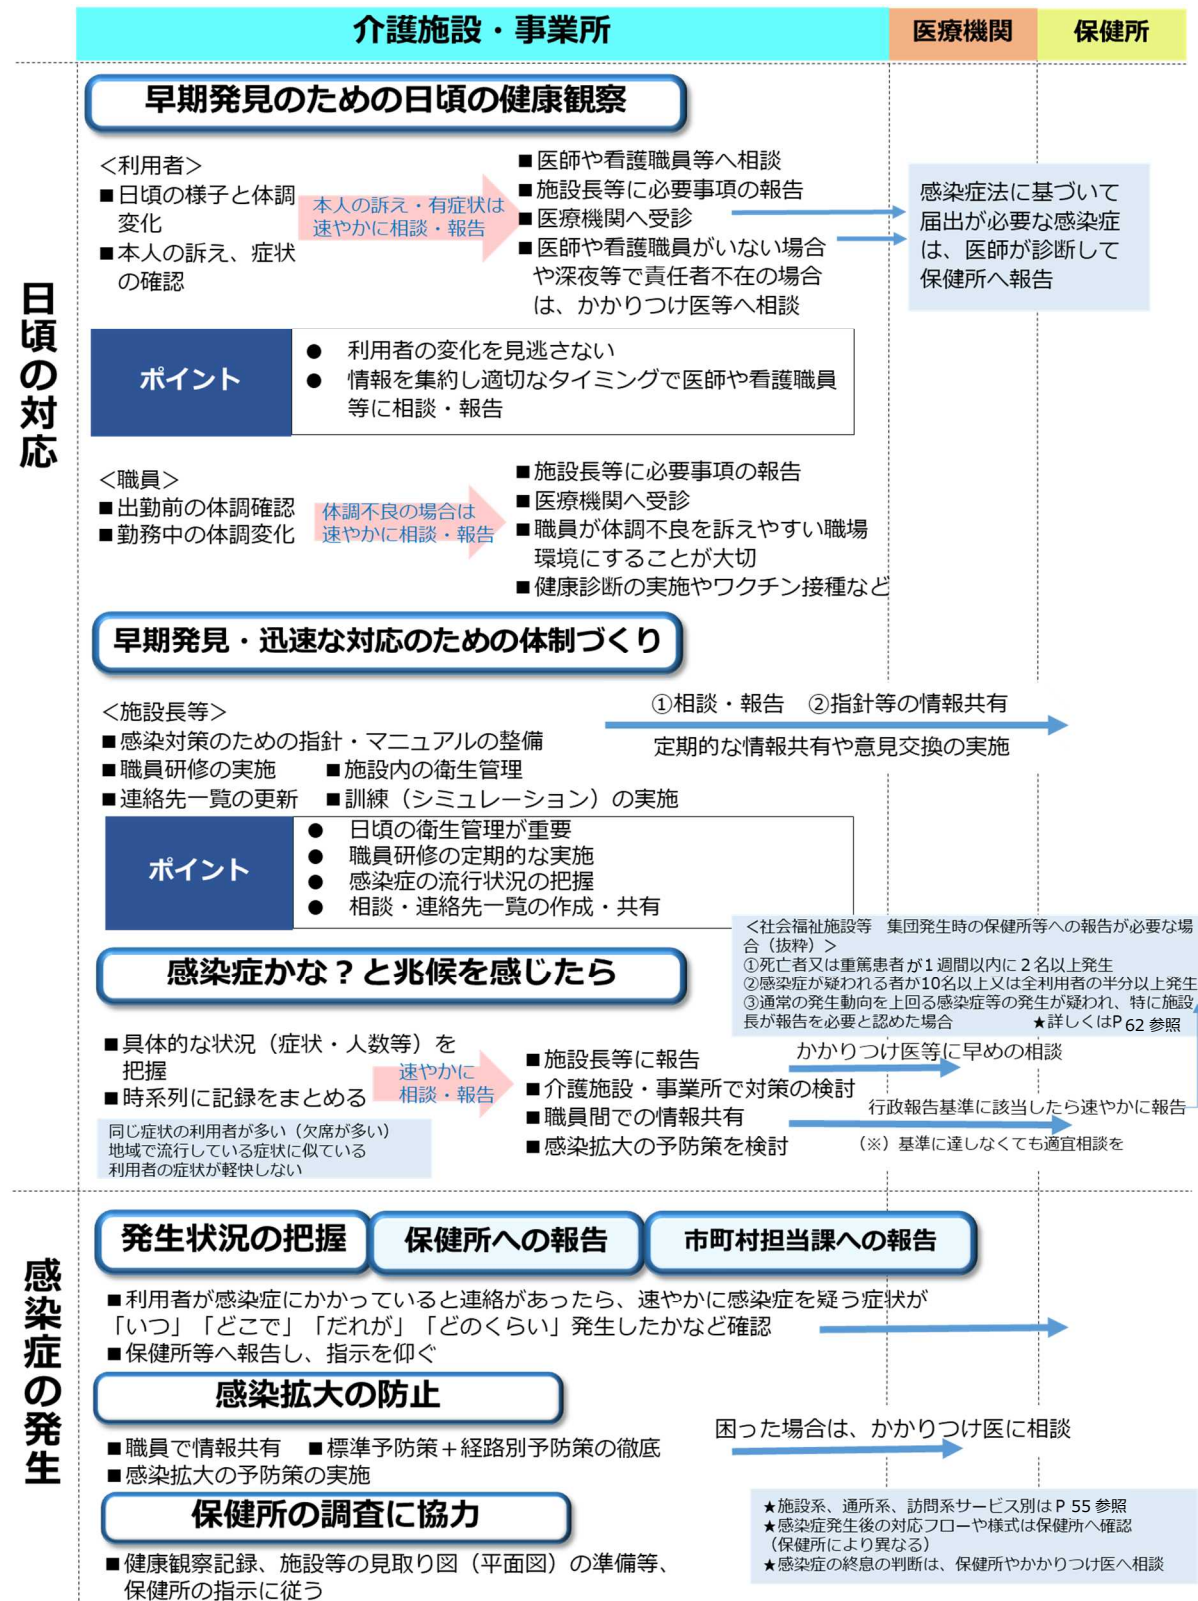 介護施設・事業所
医療機関
保健所
日頃の対応
早期発見のための日頃の健康観察
＜利用者＞
■日頃の様子と体調
変化
■本人の訴え、症状
の確認
本人の訴え・有症状は
速やかに相談・報告
■医師や看護職員等へ相談
■施設長等に必要事項の報告
■医療機関へ受診
■医師や看護職員がいない場合
や深夜等で責任者不在の場合
は、かかりつけ医等へ相談
感染症法に基づいて
届出が必要な感染症
は、医師が診断して
保健所へ報告
ポイント
● 利用者の変化を見逃さない
● 情報を集約し適切なタイミングで医師や看護職員
等に相談・報告
＜職員＞
■出勤前の体調確認
■勤務中の体調変化
体調不良の場合は
速やかに相談・報告
■施設長等に必要事項の報告
■医療機関へ受診
■職員が体調不良を訴えやすい職場
環境にすることが大切
■健康診断の実施やワクチン接種など
早期発見・迅速な対応のための体制づくり
＜施設長等＞
■感染対策のための指針・マニュアルの整備
■職員研修の実施 ■施設内の衛生管理
■連絡先一覧の更新 ■訓練（シミュレーション）の実施
①相談・報告 ②指針等の情報共有
定期的な情報共有や意見交換の実施
ポイント
● 日頃の衛生管理が重要
● 職員研修の定期的な実施
● 感染症の流行状況の把握
● 相談・連絡先一覧の作成・共有
＜社会福祉施設等 集団発生時の保健所等への報告が必要な場
合（抜粋）＞
①死亡者又は重篤患者が1週間以内に2名以上発生
②感染症が疑われる者が10名以上又は全利用者の半分以上発生
③通常の発生動向を上回る感染症等の発生が疑われ、特に施設
長が報告を必要と認めた場合 ★詳しくはP 62 参照
感染症かな？と兆候を感じたら
■具体的な状況（症状・人数等）を
把握
■時系列に記録をまとめる
速やかに
相談・報告
同じ症状の利用者が多い（欠席が多い）
地域で流行している症状に似ている
利用者の症状が軽快しない
■施設長等に報告
■介護施設・事業所で対策の検討
■職員間での情報共有
■感染拡大の予防策を検討
かかりつけ医等に早めの相談
行政報告基準に該当したら速やかに報告
（※）基準に達しなくても適宜相談を
感染症の発生
発生状況の把握
保健所への報告
市町村担当課への報告
■利用者が感染症にかかっていると連絡があったら、速やかに感染症を疑う症状が
「いつ」「どこで」「だれが」「どのくらい」発生したかなど確認
■保健所等へ報告し、指示を仰ぐ
感染拡大の防止
■職員で情報共有 ■標準予防策＋経路別予防策の徹底
■感染拡大の予防策の実施
困った場合は、かかりつけ医に相談
保健所の調査に協力
■健康観察記録、施設等の見取り図（平面図）の準備等、
保健所の指示に従う
★施設系、通所系、訪問系サービス別はP 55 参照
★感染症発生後の対応フローや様式は保健所へ確認
（保健所により異なる）
★感染症の終息の判断は、保健所やかかりつけ医へ相談